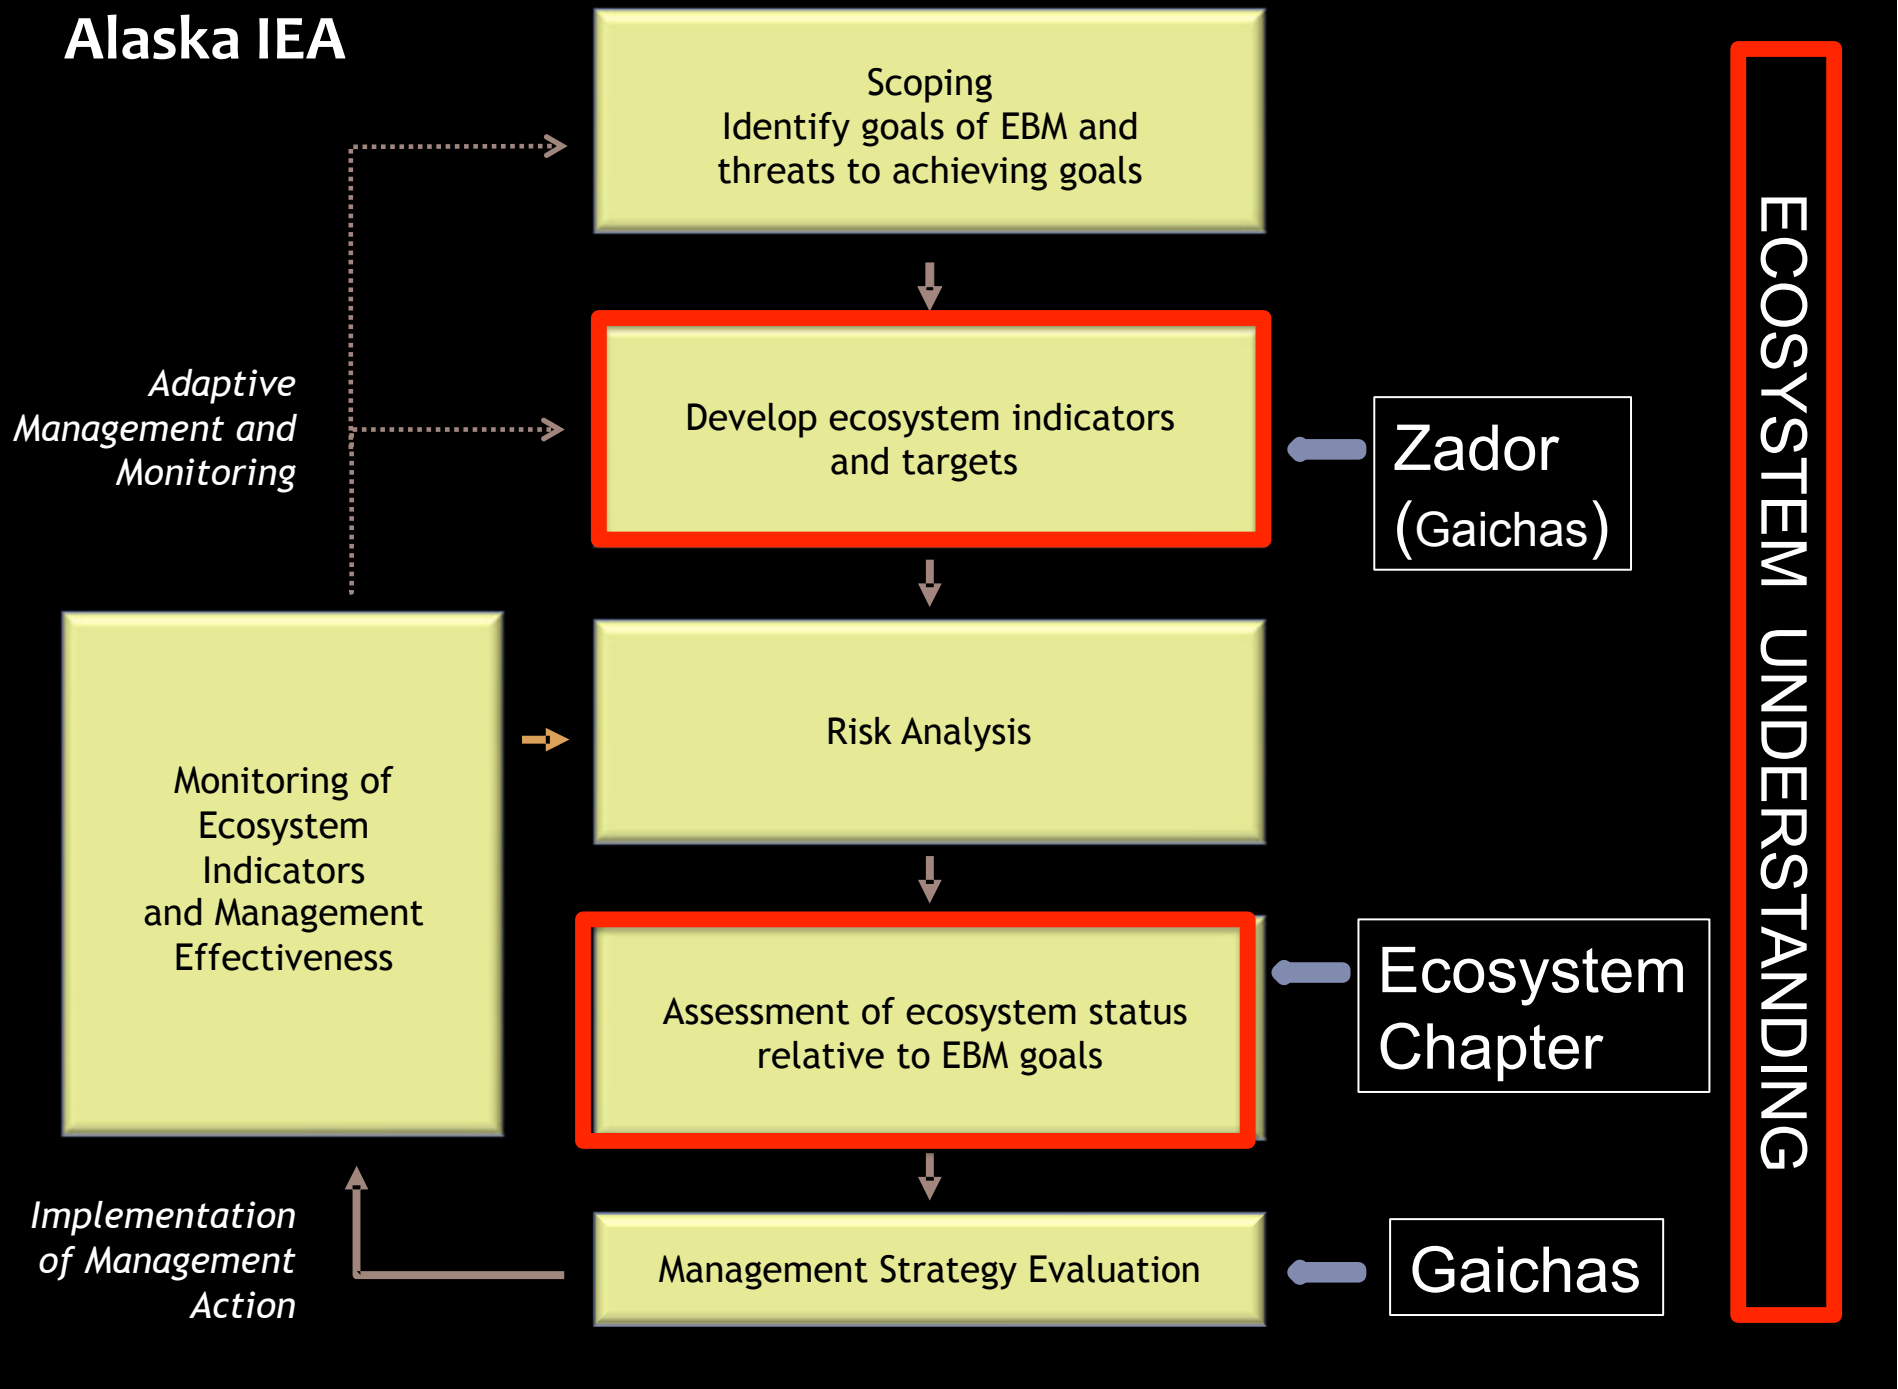 Alaska IEA
Scoping
Identify goals of EBM and
threats to achieving goals
Develop ecosystem indicators
and targets
Zador
(Gaichas)
Adaptive
Management and
Monitoring
Risk Analysis
Monitoring of
Ecosystem
Indicators
and Management
Effectiveness
Assessment of ecosystem status
relative to EBM goals
Ecosystem
Chapter
Implementation
of Management
Action
Management Strategy Evaluation
Gaichas
ECOSYSTEM UNDERSTANDING